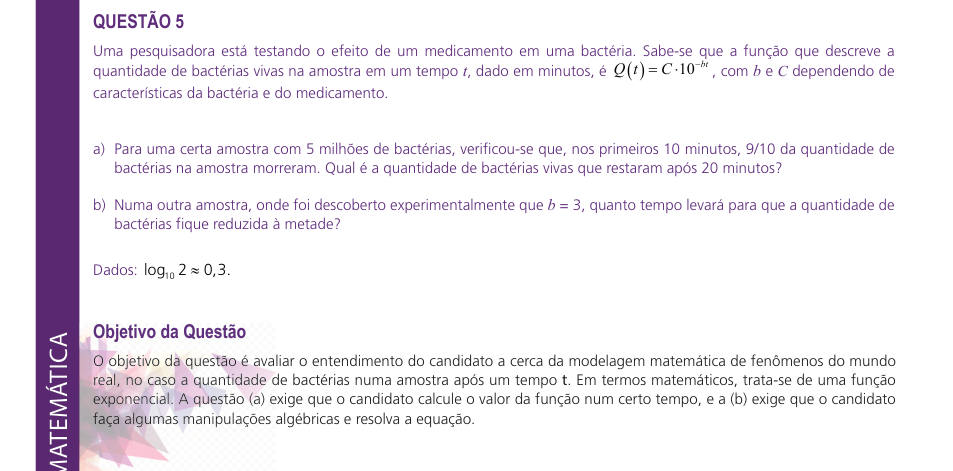 QUESTÃO 5
Uma pesquisadora está testando o efeito de um medicamento em uma bactéria. Sabe-se que a função que descreve a
quantidade de bactérias vivas na amostra em um tempo t, dado em minutos, é Q(t) = C·10^{-bt}, com b e C dependendo de
características da bactéria e do medicamento.
a) Para uma certa amostra com 5 milhões de bactérias, verificou-se que, nos primeiros 10 minutos, 9/10 da quantidade de
bactérias na amostra morreram. Qual é a quantidade de bactérias vivas que restaram após 20 minutos?
b) Numa outra amostra, onde foi descoberto experimentalmente que b = 3, quanto tempo levará para que a quantidade de
bactérias fique reduzida à metade?
Dados: log₁₀ 2 ≈ 0,3.
Objetivo da Questão
O objetivo da questão é avaliar o entendimento do candidato a cerca da modelagem matemática de fenômenos do mundo
real, no caso a quantidade de bactérias numa amostra após um tempo t. Em termos matemáticos, trata-se de uma função
exponencial. A questão (a) exige que o candidato calcule o valor da função num certo tempo, e a (b) exige que o candidato
faça algumas manipulações algébricas e resolva a equação.
MATEMÁTICA